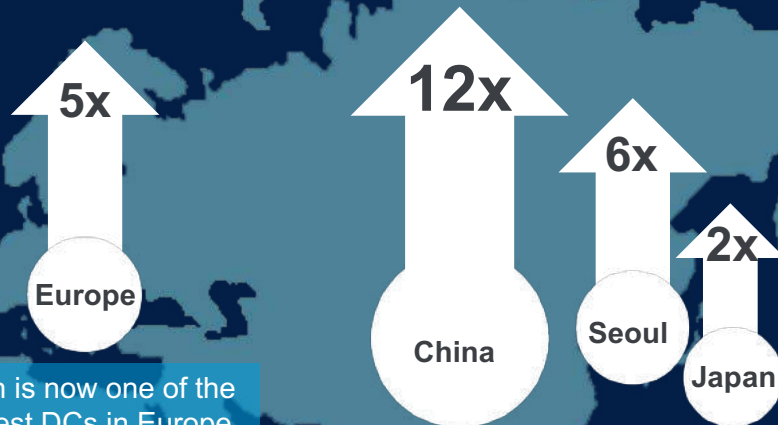 5x
12x
6x
2x
Europe
China
Seoul
Japan
is now one of the
DCs in Europe